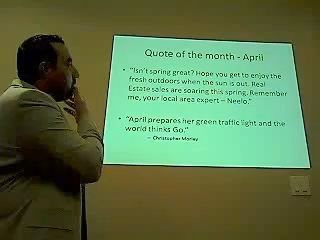 Quote of the month - April
• "Isn't spring great? Hope you get to enjoy the
fresh outdoors when the sun is out. Real
Estate sales are soaring this spring. Remember
me, your local area expert – Neelo."
• "April prepares her green traffic light and the
world thinks Go."
– Christopher Morley